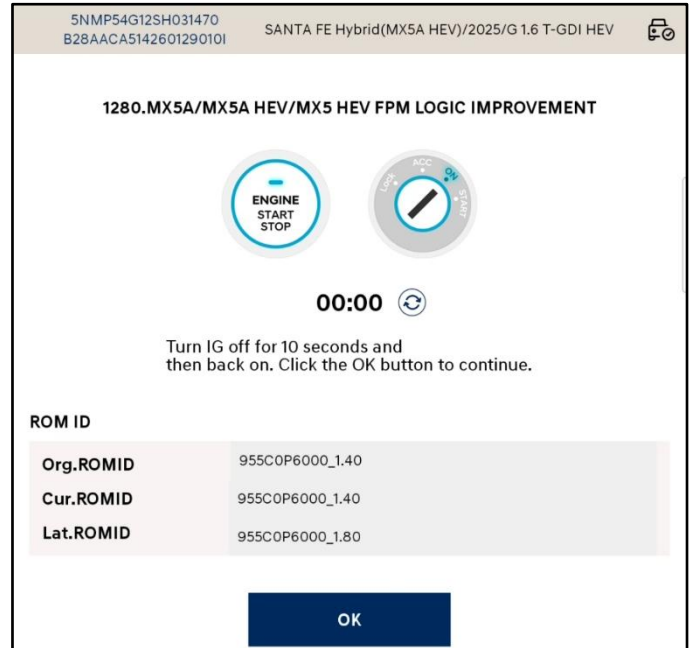 5NMP54G12SH031470
B28AACA514260129010I
SANTA FE Hybrid(MX5A HEV)/2025/G 1.6 T-GDI HEV
1280.MX5A/MX5A HEV/MX5 HEV FPM LOGIC IMPROVEMENT
ENGINE
START
STOP
LOCK ACC ON START
00:00
Turn IG off for 10 seconds and
then back on. Click the OK button to continue.
ROM ID
Org.ROMID 955C0P6000_1.40
Cur.ROMID 955C0P6000_1.40
Lat.ROMID 955C0P6000_1.80
OK